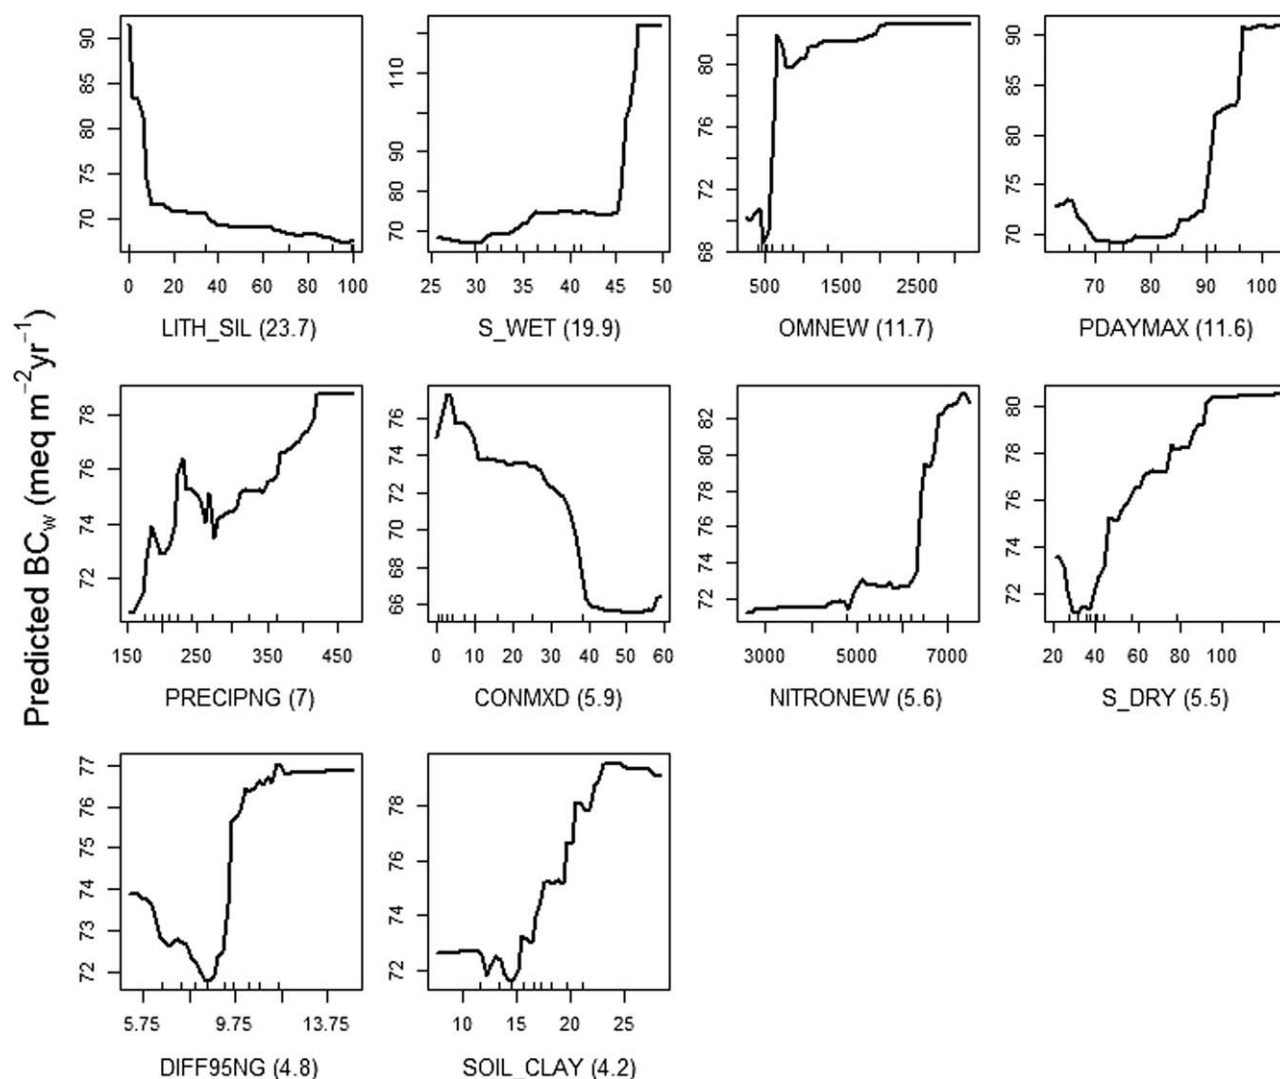 Predicted BCw (meq m−2yr−1)
90
85
80
75
70
0 20 40 60 80 100
LITH_SIL (23.7)
110
90
80
70
25 30 35 40 45 50
S_WET (19.9)
80
76
72
68
500 1500 2500
OMNEW (11.7)
90
85
80
75
70
70 80 90 100
PDAYMAX (11.6)
78
76
74
72
150 250 350 450
PRECIPNG (7)
76
74
72
70
68
66
0 10 20 30 40 50 60
CONMXD (5.9)
82
80
78
76
74
72
3000 5000 7000
NITRONEW (5.6)
80
78
76
74
72
20 40 60 80 100
S_DRY (5.5)
77
76
75
74
73
72
5.75 9.75 13.75
DIFF95NG (4.8)
78
76
74
72
10 15 20 25
SOIL_CLAY (4.2)